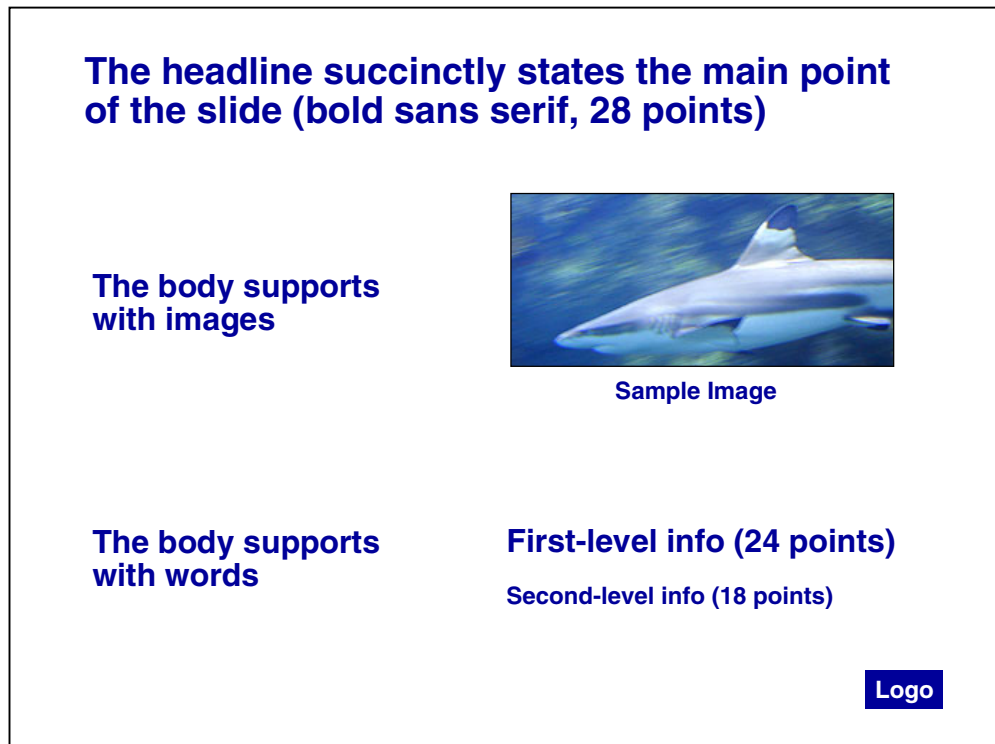 The headline succinctly states the main point
of the slide (bold sans serif, 28 points)
The body supports
with images
Sample Image
The body supports
with words
First-level info (24 points)
Second-level info (18 points)
Logo